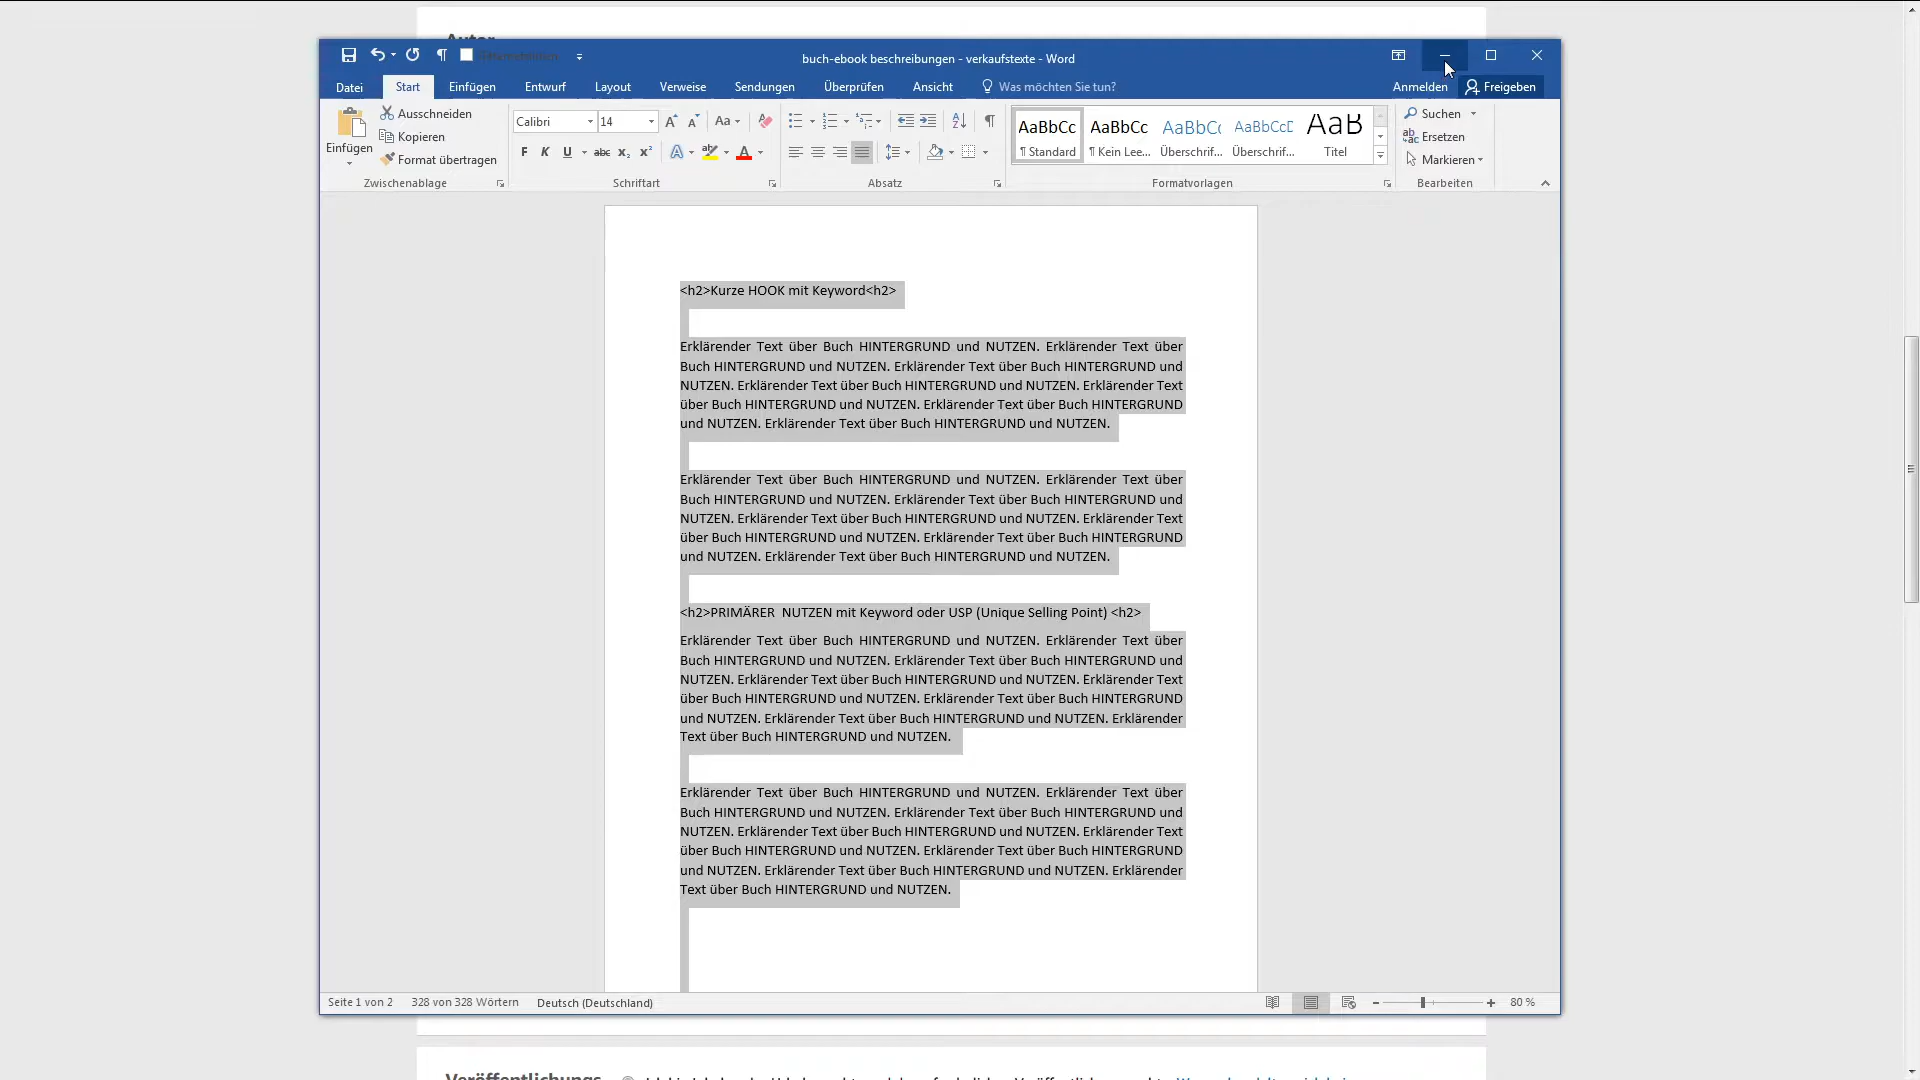 Autor
buch-ebook beschreibungen - verkaufstexte - Word
Datei Start Einfügen Entwurf Layout Verweise Sendungen Überprüfen Ansicht Was möchten Sie tun? Anmelden Freigeben
Einfügen
Ausschneiden
Kopieren
Format übertragen
Zwischenablage
Calibri 14
Aa
F K U abc x₂ x² A ab A
Schriftart
Absatz
AaBbCc AaBbCc AaBbCc AaBbCcD AaB
¶ Standard ¶ Kein Lee... Überschrif... Überschrif... Titel
Formatvorlagen
Suchen
Ersetzen
Markieren
Bearbeiten
<h2>Kurze HOOK mit Keyword<h2>
Erklärender Text über Buch HINTERGRUND und NUTZEN. Erklärender Text über
Buch HINTERGRUND und NUTZEN. Erklärender Text über Buch HINTERGRUND und
NUTZEN. Erklärender Text über Buch HINTERGRUND und NUTZEN. Erklärender Text
über Buch HINTERGRUND und NUTZEN. Erklärender Text über Buch HINTERGRUND
und NUTZEN. Erklärender Text über Buch HINTERGRUND und NUTZEN.
Erklärender Text über Buch HINTERGRUND und NUTZEN. Erklärender Text über
Buch HINTERGRUND und NUTZEN. Erklärender Text über Buch HINTERGRUND und
NUTZEN. Erklärender Text über Buch HINTERGRUND und NUTZEN. Erklärender Text
über Buch HINTERGRUND und NUTZEN. Erklärender Text über Buch HINTERGRUND
und NUTZEN. Erklärender Text über Buch HINTERGRUND und NUTZEN.
<h2>PRIMÄRER  NUTZEN mit Keyword oder USP (Unique Selling Point) <h2>
Erklärender Text über Buch HINTERGRUND und NUTZEN. Erklärender Text über
Buch HINTERGRUND und NUTZEN. Erklärender Text über Buch HINTERGRUND und
NUTZEN. Erklärender Text über Buch HINTERGRUND und NUTZEN. Erklärender Text
über Buch HINTERGRUND und NUTZEN. Erklärender Text über Buch HINTERGRUND
und NUTZEN. Erklärender Text über Buch HINTERGRUND und NUTZEN. Erklärender
Text über Buch HINTERGRUND und NUTZEN.
Erklärender Text über Buch HINTERGRUND und NUTZEN. Erklärender Text über
Buch HINTERGRUND und NUTZEN. Erklärender Text über Buch HINTERGRUND und
NUTZEN. Erklärender Text über Buch HINTERGRUND und NUTZEN. Erklärender Text
über Buch HINTERGRUND und NUTZEN. Erklärender Text über Buch HINTERGRUND
und NUTZEN. Erklärender Text über Buch HINTERGRUND und NUTZEN. Erklärender
Text über Buch HINTERGRUND und NUTZEN.
Seite 1 von 2 328 von 328 Wörtern Deutsch (Deutschland) 80 %
Veröffentlichungs